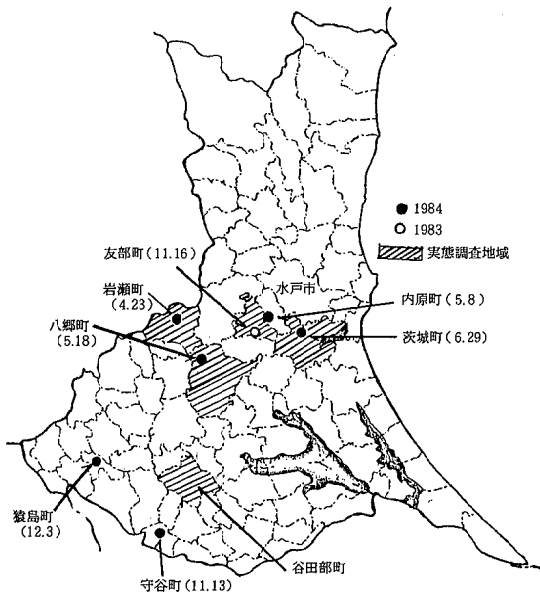 ● 1984
○ 1983
実態調査地域
友部町(11.16)
水戸市
岩瀬町
(4.23)
内原町(5.8)
八郷町
(5.18)
茨城町(6.29)
猿島町
(12.3)
谷田部町
守谷町(11.13)